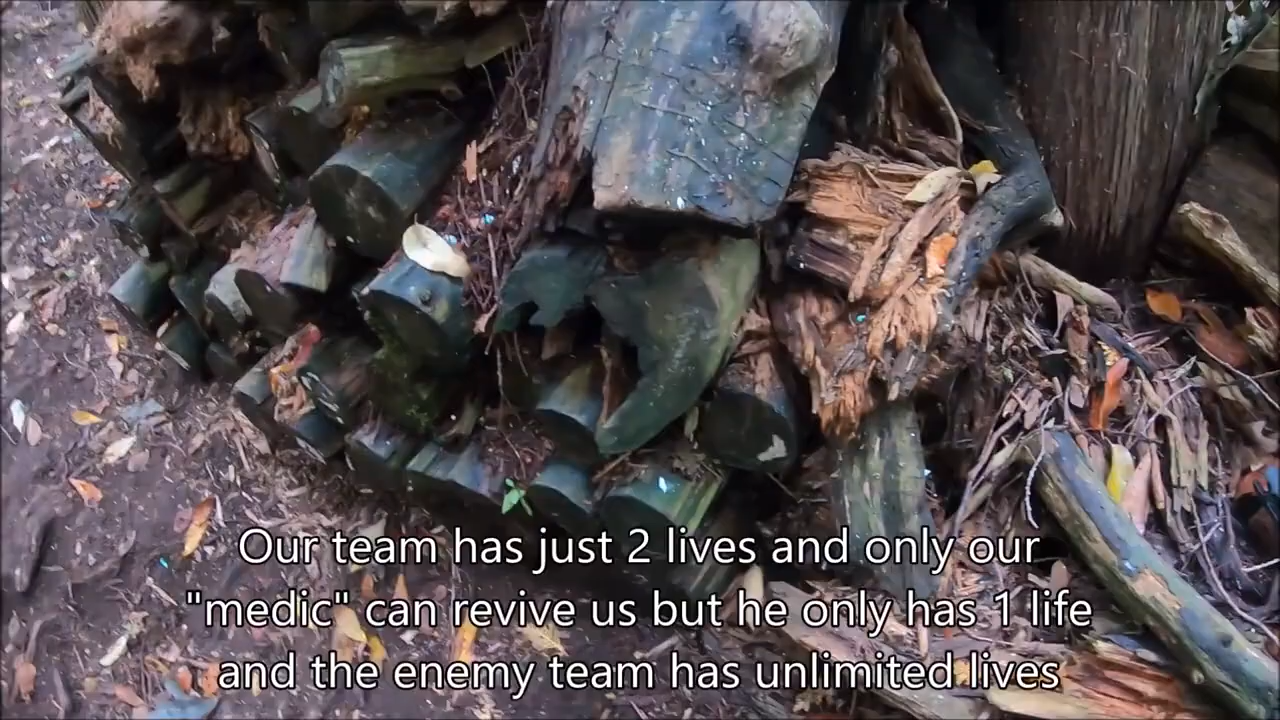 Our team has just 2 lives and only our
"medic" can revive us but he only has 1 life
and the enemy team has unlimited lives